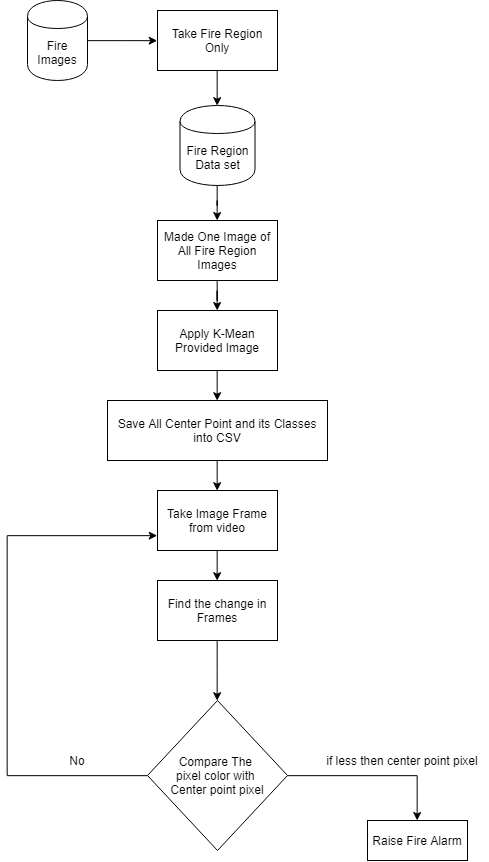 Fire
Images
Take Fire Region
Only
Fire Region
Data set
Made One Image of
All Fire Region
Images
Apply K-Mean
Provided Image
Save All Center Point and its Classes
into CSV
Take Image Frame
from video
Find the change in
Frames
Compare The
pixel color with
Center point pixel
No
if less then center point pixel
Raise Fire Alarm